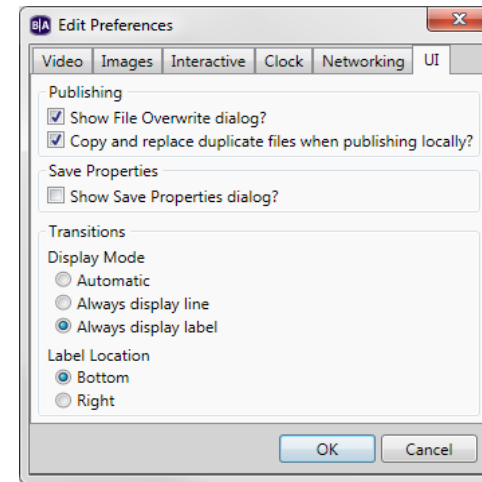 B|A Edit Preferences
Video Images Interactive Clock Networking UI
Publishing
Show File Overwrite dialog?
Copy and replace duplicate files when publishing locally?
Save Properties
Show Save Properties dialog?
Transitions
Display Mode
Automatic
Always display line
Always display label
Label Location
Bottom
Right
OK Cancel